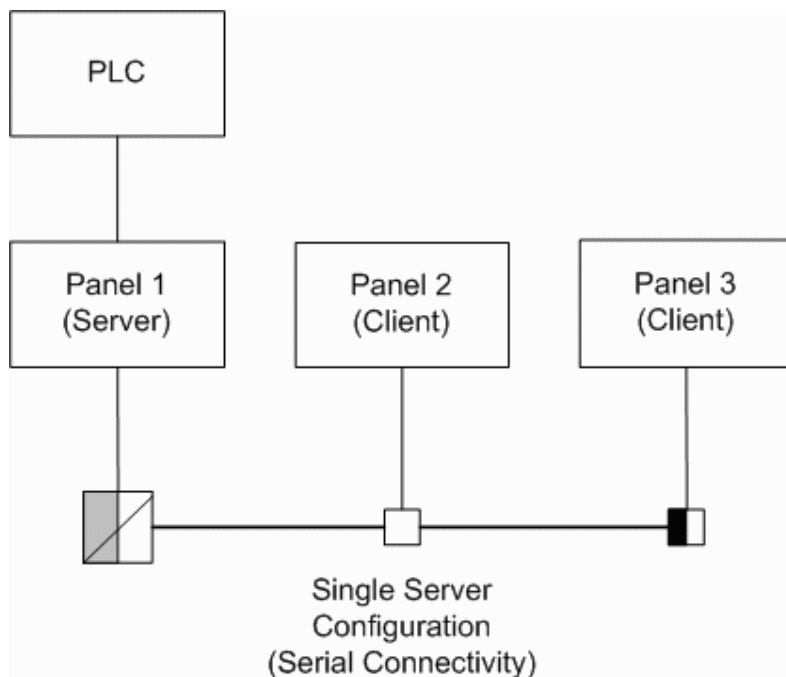 PLC
Panel 1
(Server)
Panel 2
(Client)
Panel 3
(Client)
Single Server
Configuration
(Serial Connectivity)